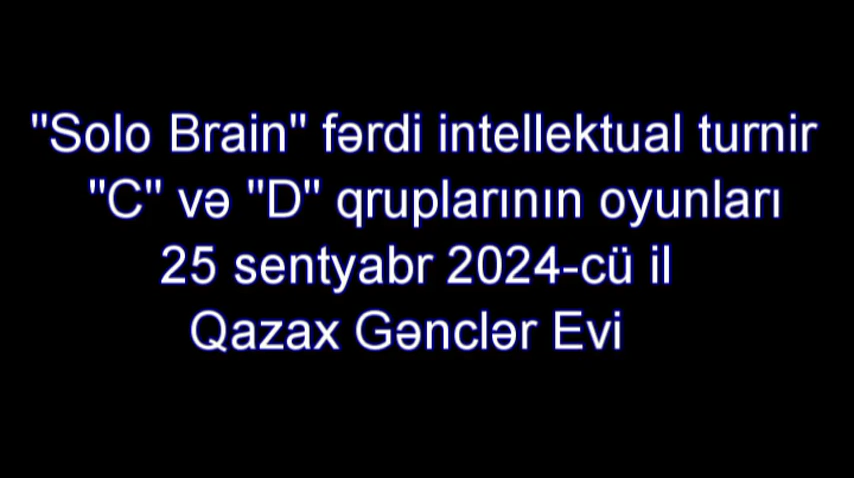 "Solo Brain" fərdi intellektual turnir
"C" və "D" qruplarının oyunları
25 sentyabr 2024-cü il
Qazax Gənclər Evi